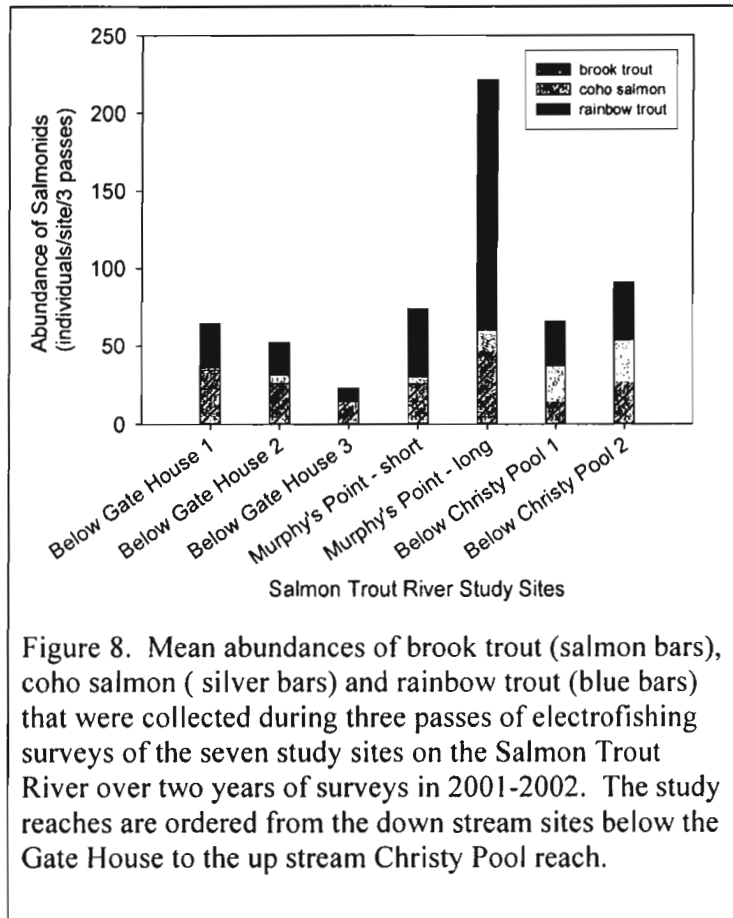 250
200
150
100
50
0
Abundance of Salmonids
(individuals/site/3 passes)
brook trout
coho salmon
rainbow trout
Below Gate House 1
Below Gate House 2
Below Gate House 3
Murphy's Point - short
Murphy's Point - long
Below Christy Pool 1
Below Christy Pool 2
Salmon Trout River Study Sites
Figure 8. Mean abundances of brook trout (salmon bars),
coho salmon ( silver bars) and rainbow trout (blue bars)
that were collected during three passes of electrofishing
surveys of the seven study sites on the Salmon Trout
River over two years of surveys in 2001-2002. The study
reaches are ordered from the down stream sites below the
Gate House to the up stream Christy Pool reach.